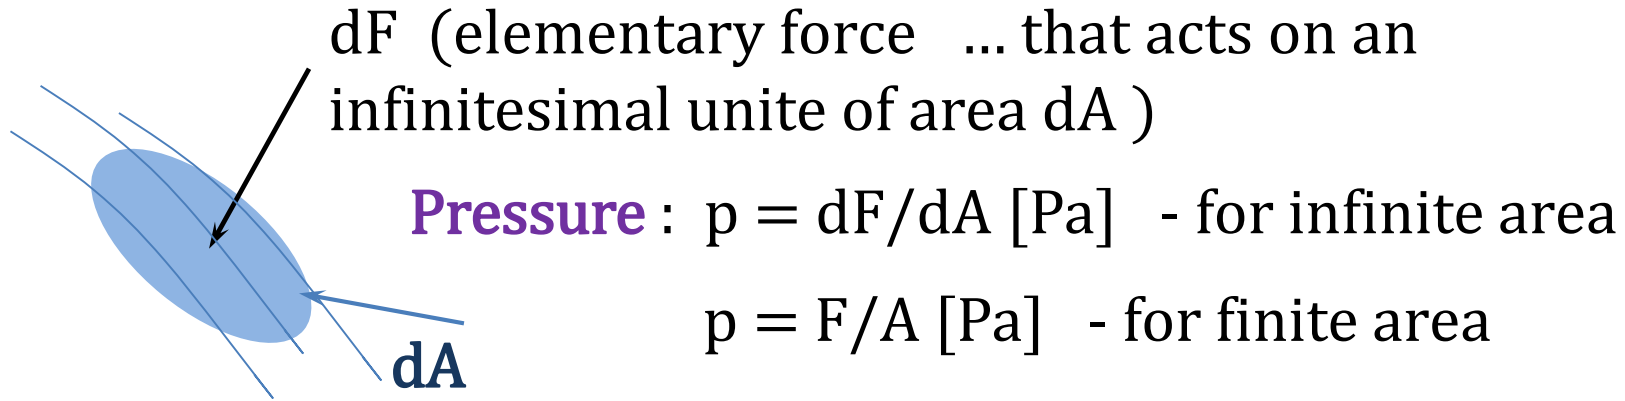 dF (elementary force ... that acts on an
infinitesimal unite of area dA )
Pressure : p = dF/dA [Pa] - for infinite area
p = F/A [Pa] - for finite area
dA